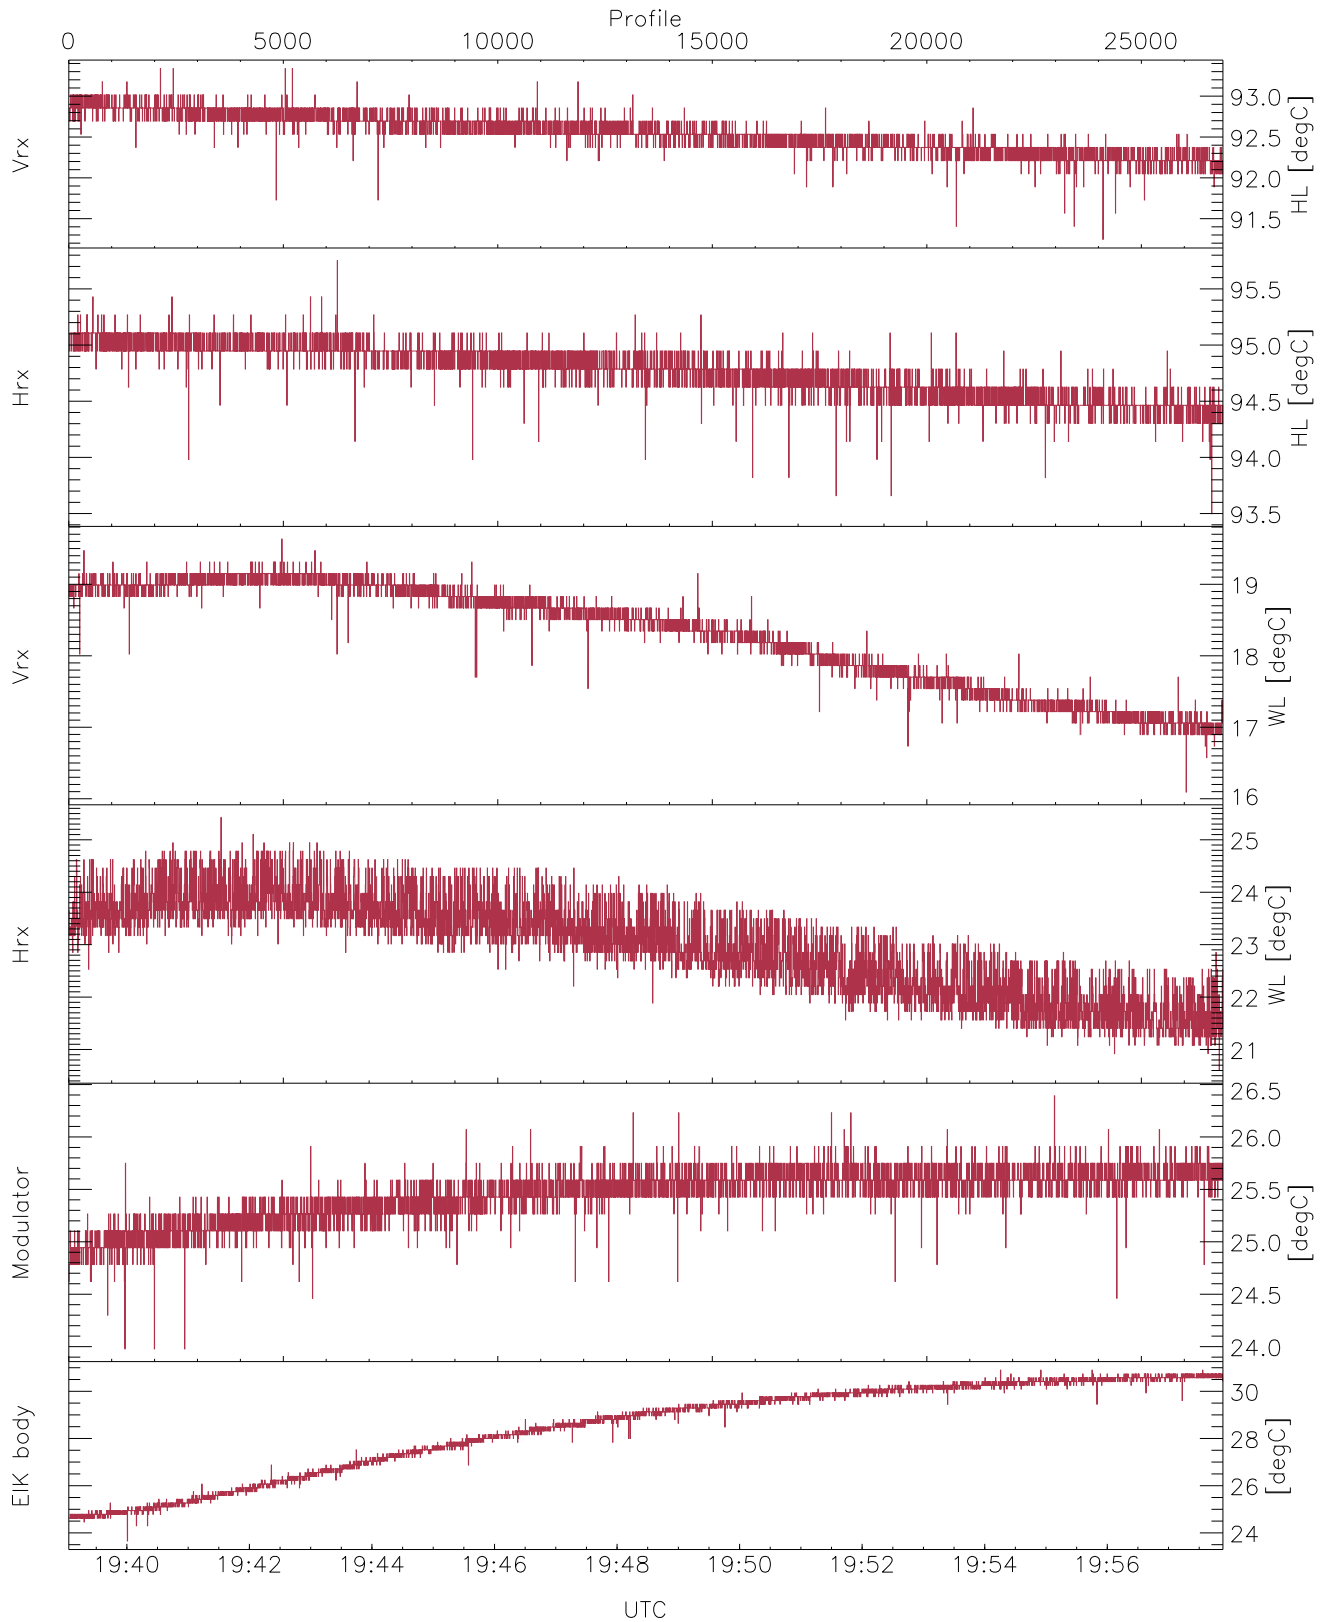 Profile
0 5000 10000 15000 20000 25000
Vrx
93.0
92.5
92.0
91.5
HL [degC]
Hrx
95.5
95.0
94.5
94.0
93.5
HL [degC]
Vrx
19
18
17
16
WL [degC]
Hrx
25
24
23
22
21
WL [degC]
Modulator
26.5
26.0
25.5
25.0
24.5
24.0
[degC]
EIK body
30
28
26
24
[degC]
19:40 19:42 19:44 19:46 19:48 19:50 19:52 19:54 19:56
UTC